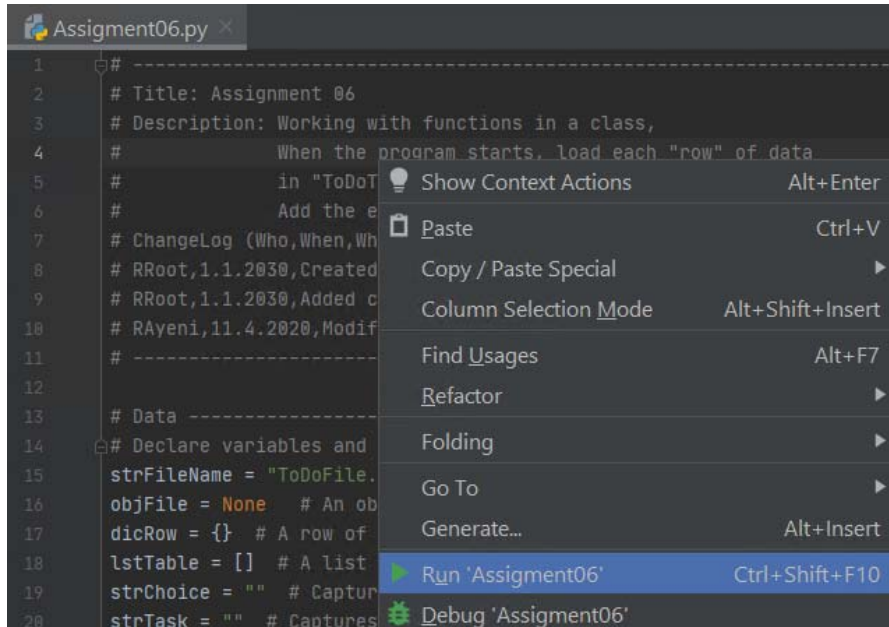 Assigment06.py
1 # ----------------------------------------------------------------------
2 # Title: Assignment 06
3 # Description: Working with functions in a class,
4 # When the program starts, load each "row" of data
5 # in "ToDoT
6 # Add the e
7 # ChangeLog (Who,When,Wh
8 # RRoot,1.1.2030,Created
9 # RRoot,1.1.2030,Added c
10 # RAyeni,11.4.2020,Modif
11 # ------------------------
12
13 # Data -----------------
14 # Declare variables and
15 strFileName = "ToDoFile.
16 objFile = None # An ob
17 dicRow = {} # A row of
18 lstTable = [] # A list
19 strChoice = "" # Captur
20 strTask = "" # Captures
Show Context Actions Alt+Enter
Paste Ctrl+V
Copy / Paste Special
Column Selection Mode Alt+Shift+Insert
Find Usages Alt+F7
Refactor
Folding
Go To
Generate... Alt+Insert
Run 'Assigment06' Ctrl+Shift+F10
Debug 'Assigment06'